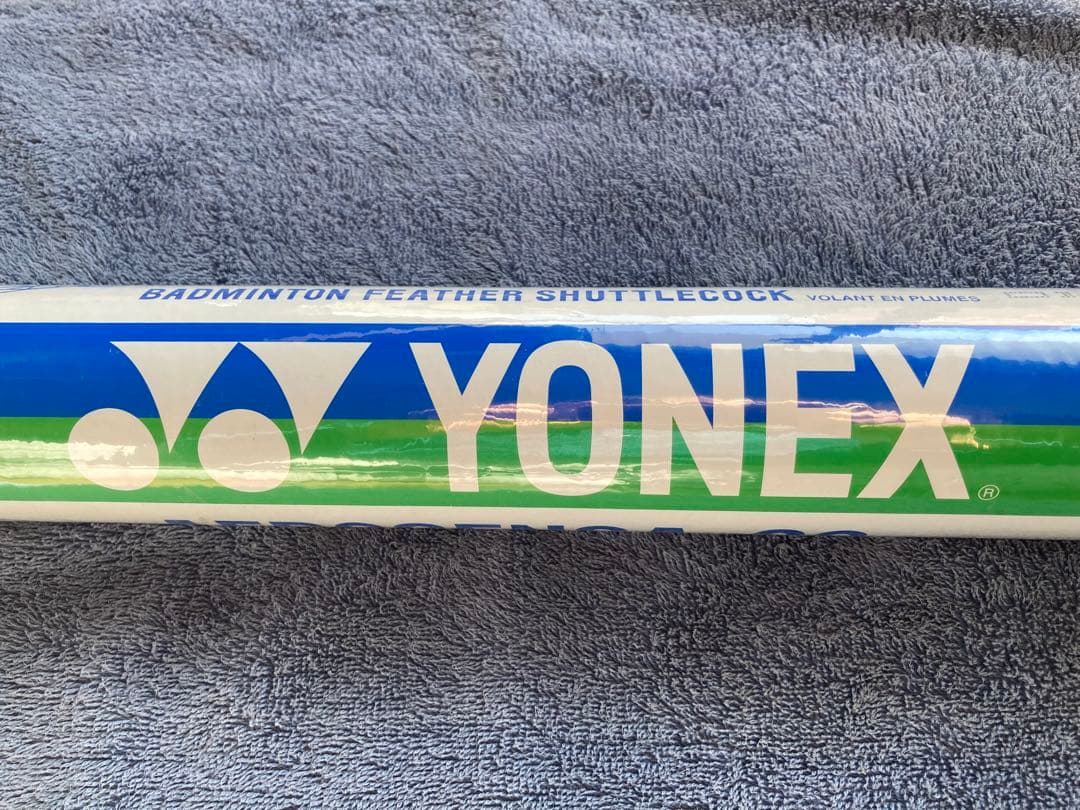 BADMINTON FEATHER SHUTTLECOCK VOLANT EN PLUMES
YONEX®